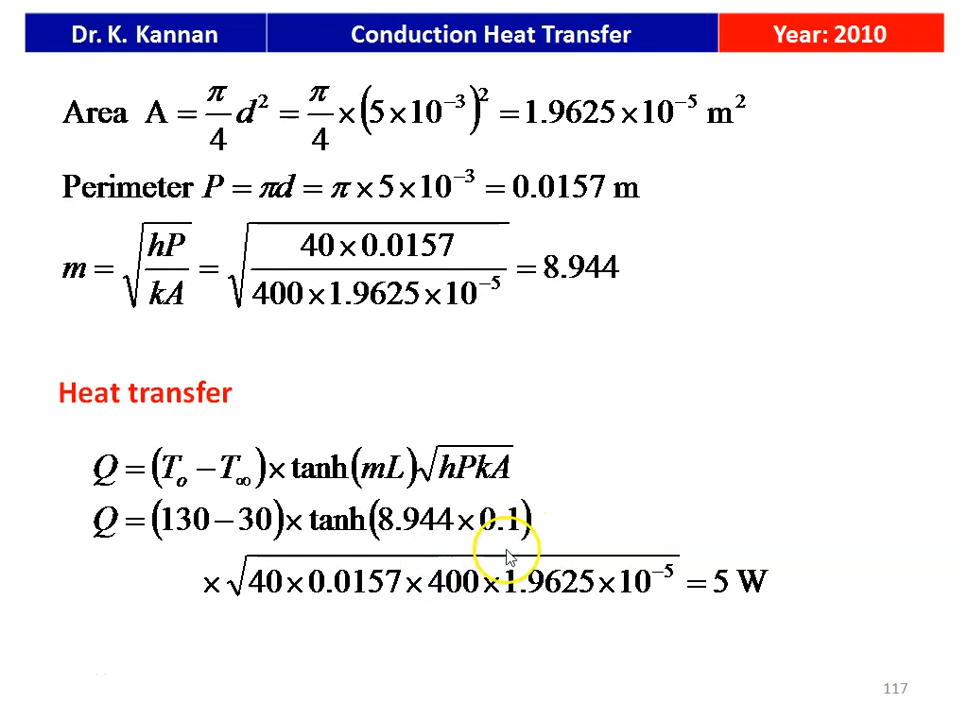 Dr. K. Kannan Conduction Heat Transfer Year: 2010
Area A = π/4 d² = π/4 × (5×10⁻³)² = 1.9625×10⁻⁵ m²
Perimeter P = πd = π × 5×10⁻³ = 0.0157 m
m = √(hP/kA) = √((40×0.0157)/(400×1.9625×10⁻⁵)) = 8.944
Heat transfer
Q = (Tₒ − T∞) × tanh(mL)√hPkA
Q = (130 − 30) × tanh(8.944 × 0.1)
× √(40×0.0157×400×1.9625×10⁻⁵) = 5 W
117